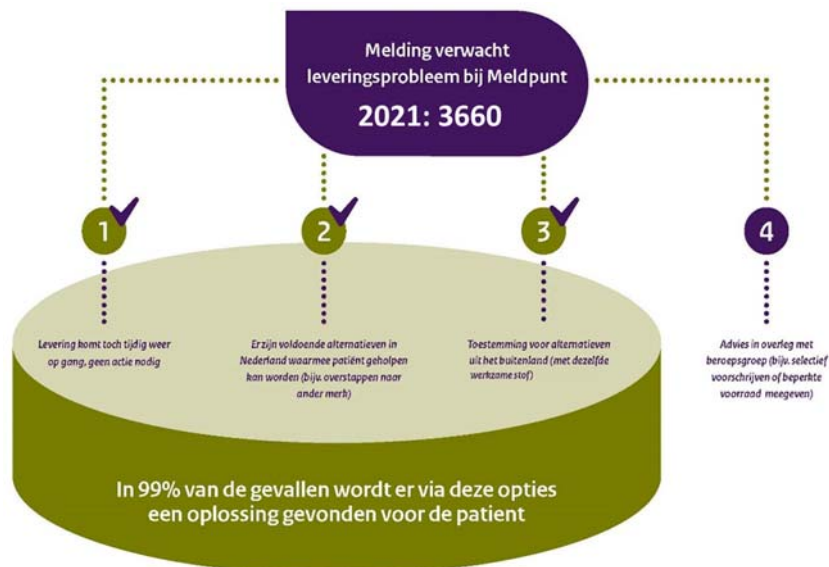 Melding verwacht
leveringsprobleem bij Meldpunt
2021: 3660
1
2
3
4
Levering komt toch tijdig weer
op gang, geen actie nodig
Er zijn voldoende alternatieven in
Nederland waarmee patiënt geholpen
kan worden (bijv. overstappen naar
ander merk)
Toestemming voor alternatieven
uit het buitenland (met dezelfde
werkzame stof)
Advies in overleg met
beroepsgroep (bijv. selectief
voorschrijven of beperkte
voorraad meegeven)
In 99% van de gevallen wordt er via deze opties
een oplossing gevonden voor de patient